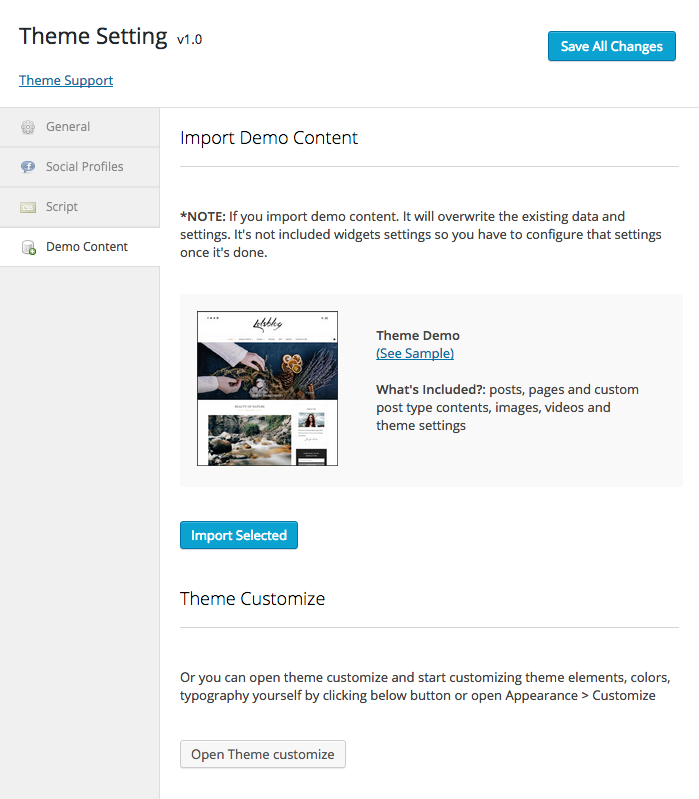 Theme Setting v1.0
Save All Changes
Theme Support
General
Social Profiles
Script
Demo Content
Import Demo Content
*NOTE: If you import demo content. It will overwrite the existing data and
settings. It's not included widgets settings so you have to configure that settings
once it's done.
Letsblog
BEAUTY OF NATURE
Theme Demo
(See Sample)
What's Included?: posts, pages and custom
post type contents, images, videos and
theme settings
Import Selected
Theme Customize
Or you can open theme customize and start customizing theme elements, colors,
typography yourself by clicking below button or open Appearance > Customize
Open Theme customize